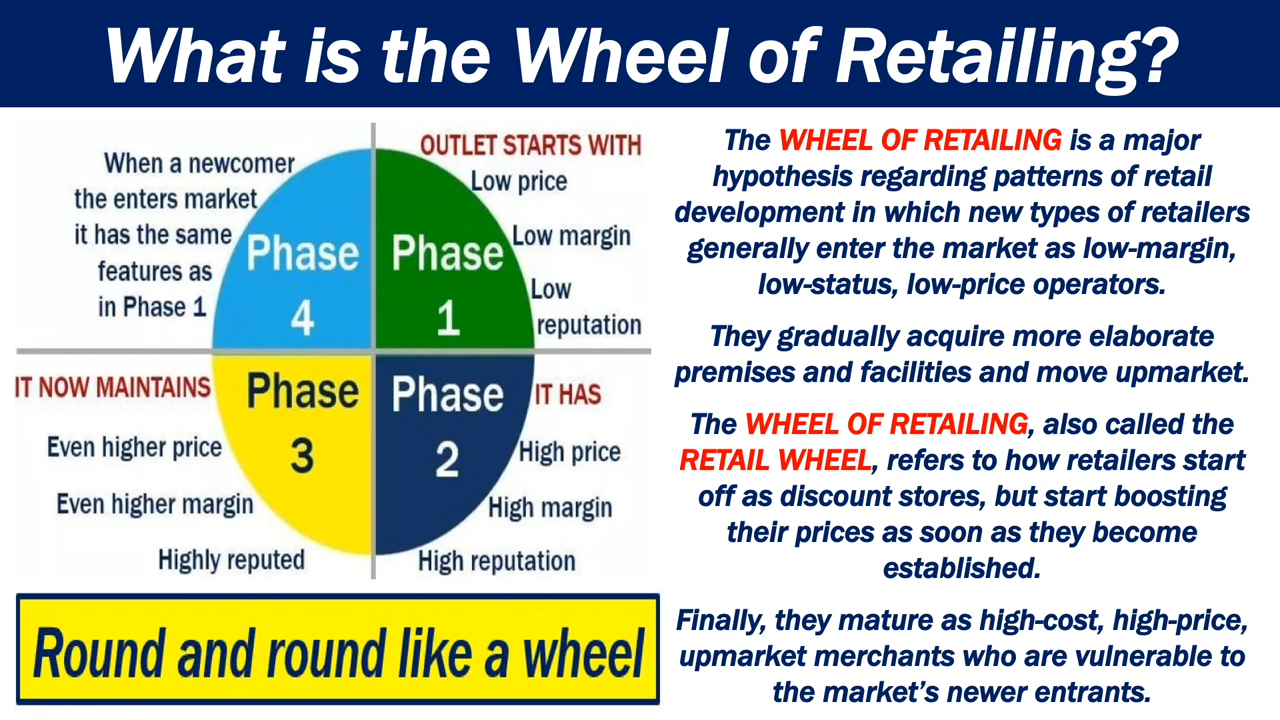 What is the Wheel of Retailing?
When a newcomer
the enters market
it has the same
features as
in Phase 1
Phase
4
OUTLET STARTS WITH
Low price
Low margin
Low
reputation
Phase
1
IT NOW MAINTAINS
Even higher price
Even higher margin
Highly reputed
Phase
3
Phase
2
IT HAS
High price
High margin
High reputation
Round and round like a wheel
The WHEEL OF RETAILING is a major
hypothesis regarding patterns of retail
development in which new types of retailers
generally enter the market as low-margin,
low-status, low-price operators.
They gradually acquire more elaborate
premises and facilities and move upmarket.
The WHEEL OF RETAILING, also called the
RETAIL WHEEL, refers to how retailers start
off as discount stores, but start boosting
their prices as soon as they become
established.
Finally, they mature as high-cost, high-price,
upmarket merchants who are vulnerable to
the market’s newer entrants.